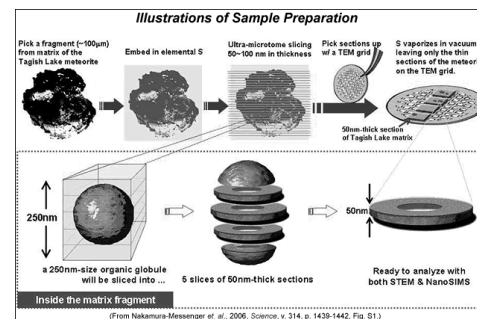 Illustrations of Sample Preparation
Pick a fragment (~100μm)
from matrix of the
Tagish Lake meteorite
Embed in elemental S
Ultra-microtome slicing
50~100 nm in thickness
Pick sections up
w/ a TEM grid
S vaporizes in vacuum
leaving only the thin
sections of the meteor
on the TEM grid.
50nm-thick section
of Tagish Lake matrix
250nm
50nm
a 250nm-size organic globule
will be sliced into ...
5 slices of 50nm-thick sections
Ready to analyze with
both STEM & NanoSIMS
Inside the matrix fragment
(From Nakamura-Messenger et. al., 2006, Science, v. 314, p. 1439-1442, Fig. S1.)